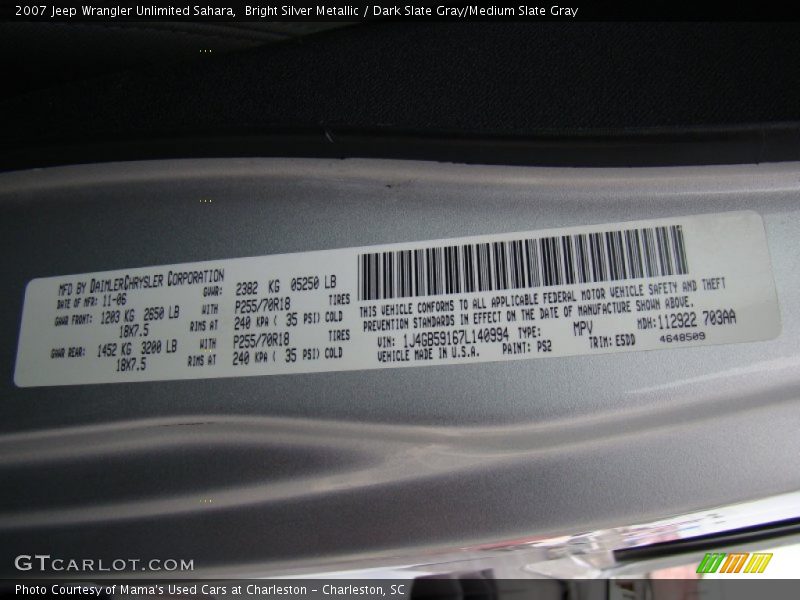 2007 Jeep Wrangler Unlimited Sahara,  Bright Silver Metallic / Dark Slate Gray/Medium Slate Gray
MFD BY DAIMLERCHRYSLER CORPORATION
DATE OF MFR: 11-06 GVWR: 2382 KG 05250 LB
GAWR FRONT: 1203 KG 2650 LB WITH P255/70R18 TIRES
18X7.5 RIMS AT 240 KPA ( 35 PSI) COLD
GAWR REAR: 1452 KG 3200 LB WITH P255/70R18 TIRES
18X7.5 RIMS AT 240 KPA ( 35 PSI) COLD
THIS VEHICLE CONFORMS TO ALL APPLICABLE FEDERAL MOTOR VEHICLE SAFETY AND THEFT
PREVENTION STANDARDS IN EFFECT ON THE DATE OF MANUFACTURE SHOWN ABOVE.
VIN: 1J4GB59167L140994 TYPE: MPV MDH: 112922 703AA
VEHICLE MADE IN U.S.A. PAINT: PS2 TRIM: E5DD 4648509
GTCARLOT.COM
Photo Courtesy of Mama's Used Cars at Charleston - Charleston, SC